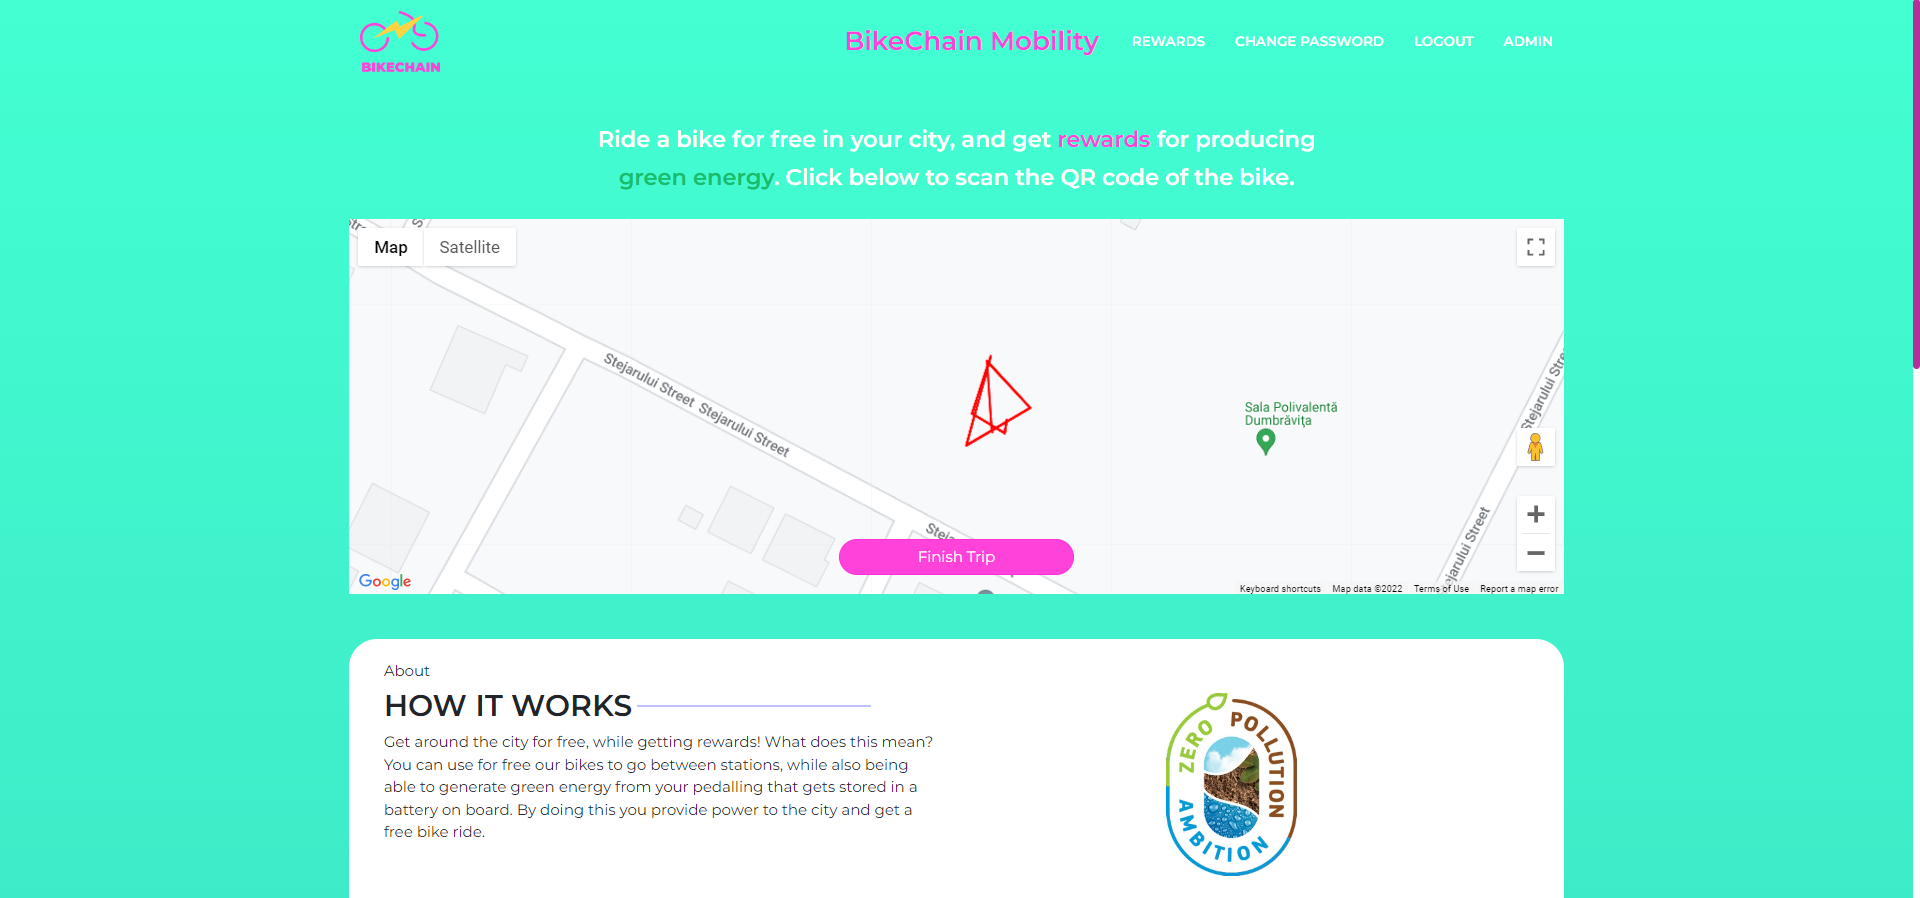 BIKECHAIN
BikeChain Mobility
REWARDS
CHANGE PASSWORD
LOGOUT
ADMIN
Ride a bike for free in your city, and get rewards for producing
green energy. Click below to scan the QR code of the bike.
Map
Satellite
Stejarului Street
Stejarului Street
Sala Polivalentă
Dumbrăvița
Stejarului Street
Finish Trip
Google
Keyboard shortcuts
Map data ©2022
Terms of Use
Report a map error
About
HOW IT WORKS
Get around the city for free, while getting rewards! What does this mean?
You can use for free our bikes to go between stations, while also being
able to generate green energy from your pedalling that gets stored in a
battery on board. By doing this you provide power to the city and get a
free bike ride.
ZERO POLLUTION
AMBITION